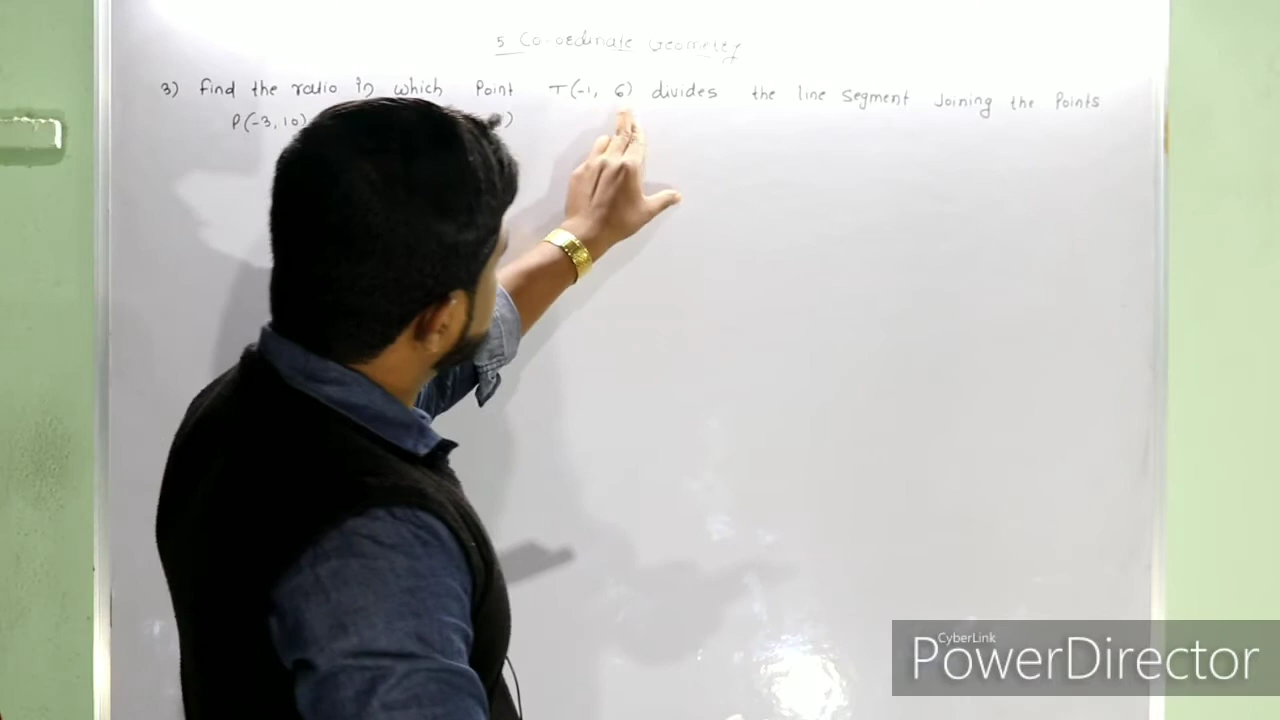 5 Co-ordinate Geometry
3) Find the ratio in which Point T(-1, 6) divides the line segment Joining the Points
P(-3, 10) )
CyberLink
PowerDirector